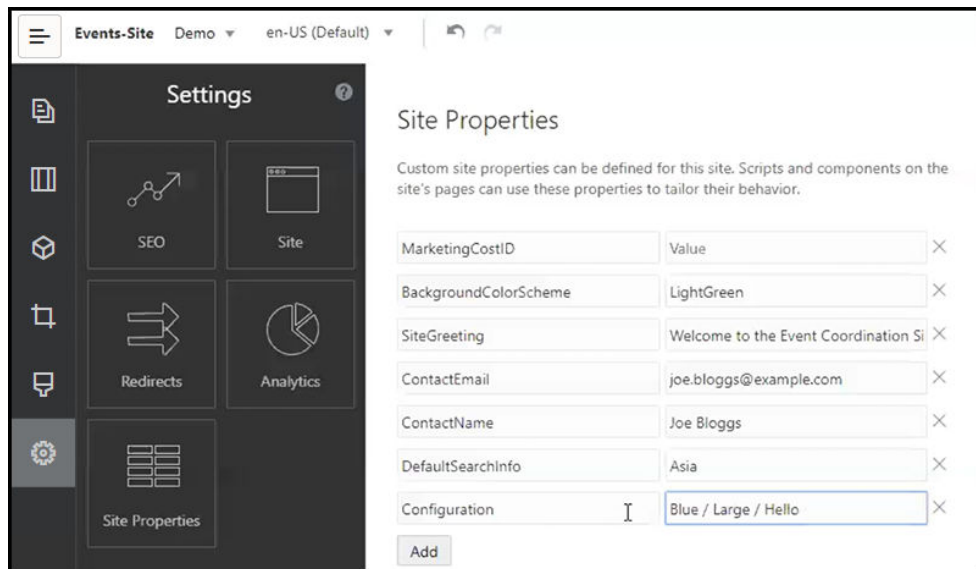 Events-Site Demo en-US (Default)
Settings ?
SEO
Site
Redirects
Analytics
Site Properties
Site Properties
Custom site properties can be defined for this site. Scripts and components on the
site's pages can use these properties to tailor their behavior.
MarketingCostID Value
BackgroundColorScheme LightGreen
SiteGreeting Welcome to the Event Coordination Si
ContactEmail joe.bloggs@example.com
ContactName Joe Bloggs
DefaultSearchInfo Asia
Configuration Blue / Large / Hello
Add